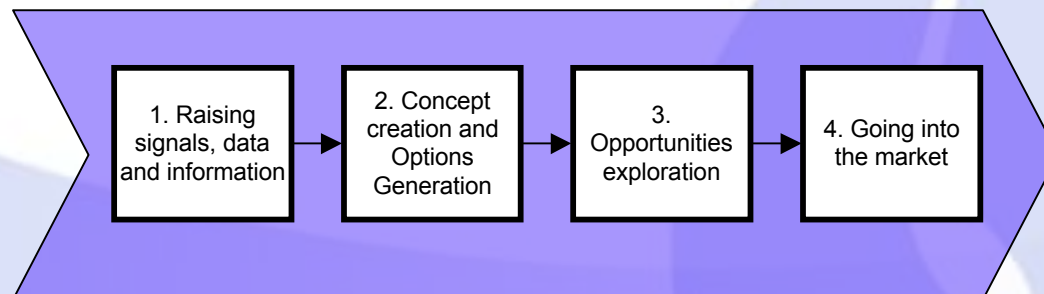 1. Raising
signals, data
and information
2. Concept
creation and
Options
Generation
3.
Opportunities
exploration
4. Going into
the market